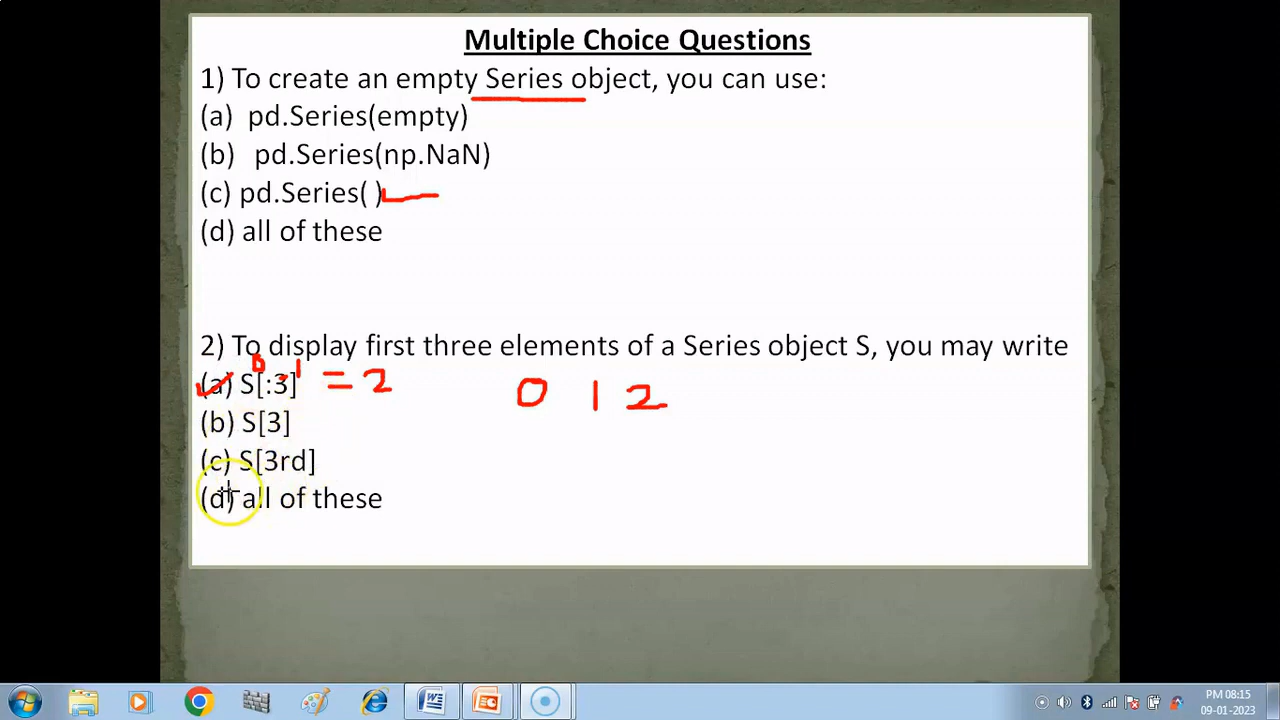 Multiple Choice Questions
1) To create an empty Series object, you can use:
(a) pd.Series(empty)
(b) pd.Series(np.NaN)
(c) pd.Series( )
(d) all of these
2) To display first three elements of a Series object S, you may write
0 -1
(a) S[:3] = 2 0 1 2
(b) S[3]
(c) S[3rd]
(d) all of these
PM 08:15
09-01-2023